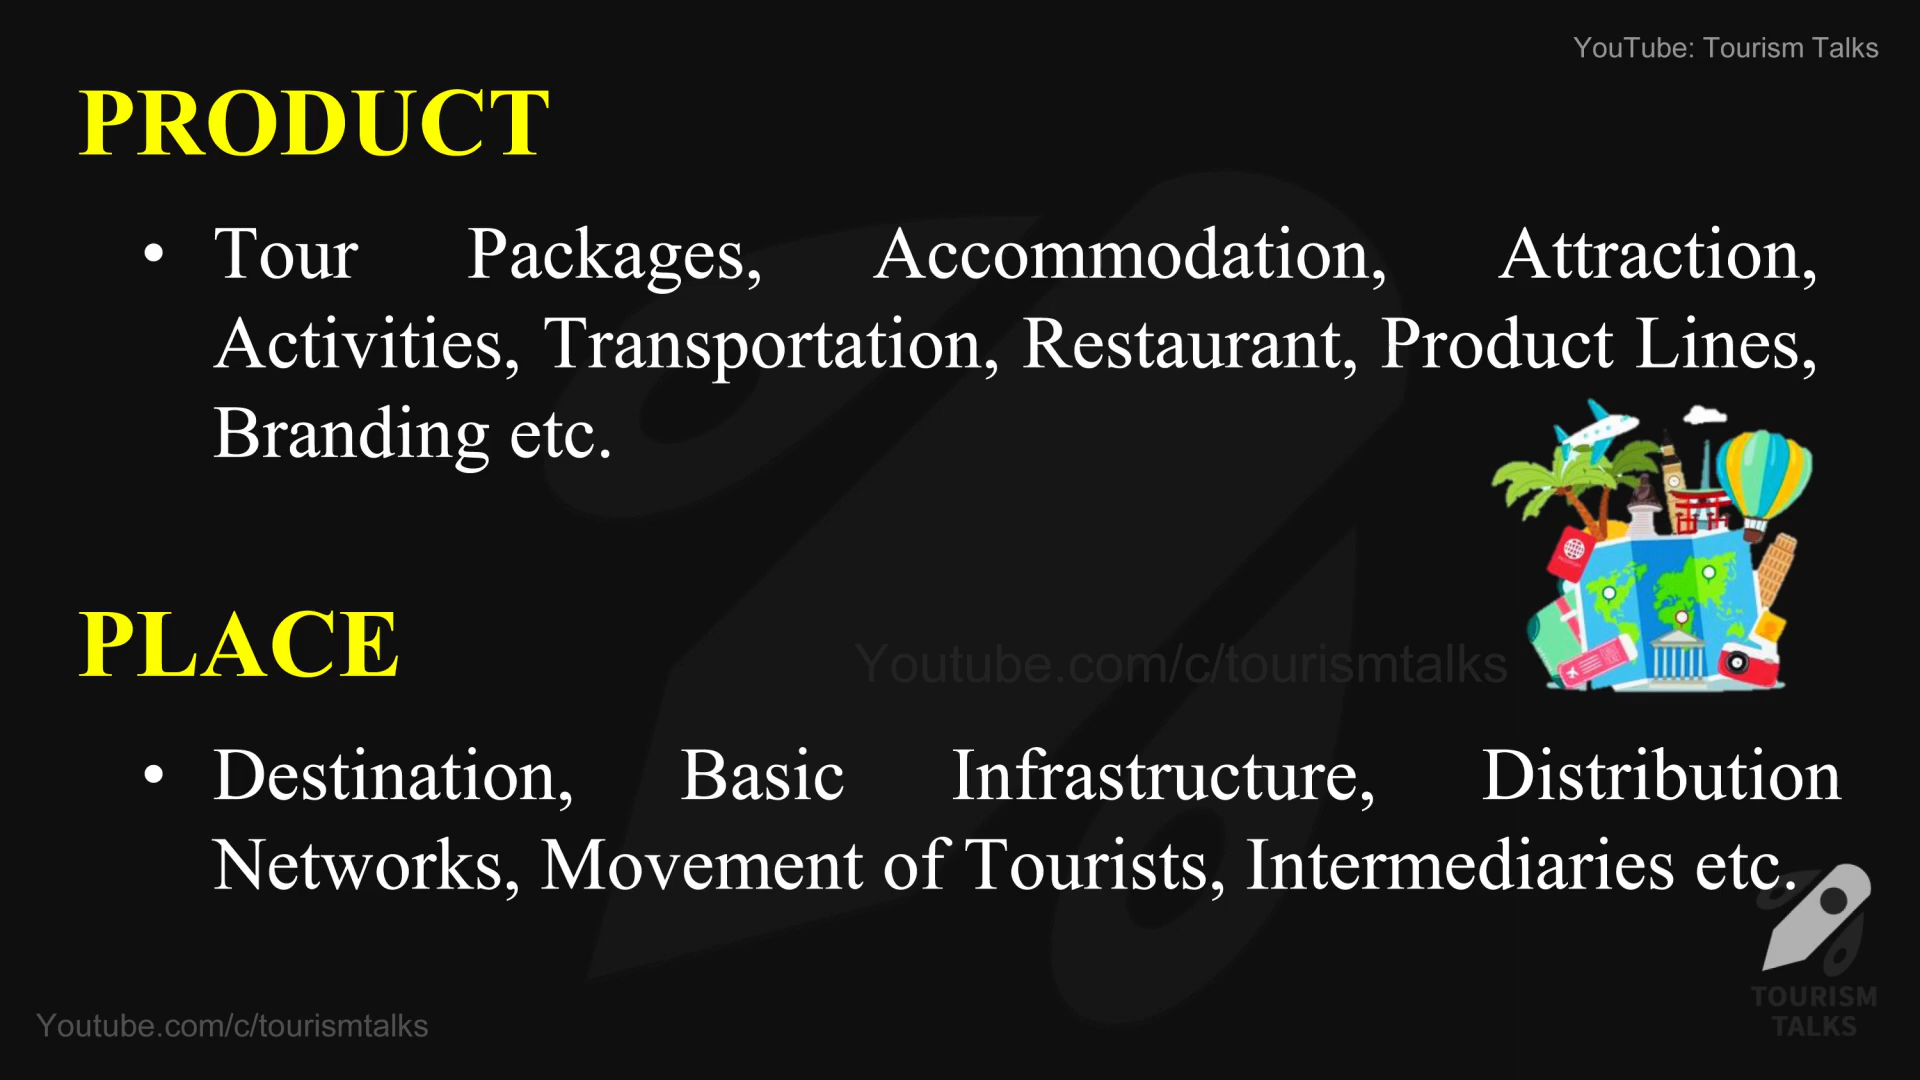 YouTube: Tourism Talks
PRODUCT
• Tour Packages, Accommodation, Attraction,
Activities, Transportation, Restaurant, Product Lines,
Branding etc.
PLACE
Youtube.com/c/tourismtalks
• Destination, Basic Infrastructure, Distribution
Networks, Movement of Tourists, Intermediaries etc.
TOURISM
TALKS
Youtube.com/c/tourismtalks